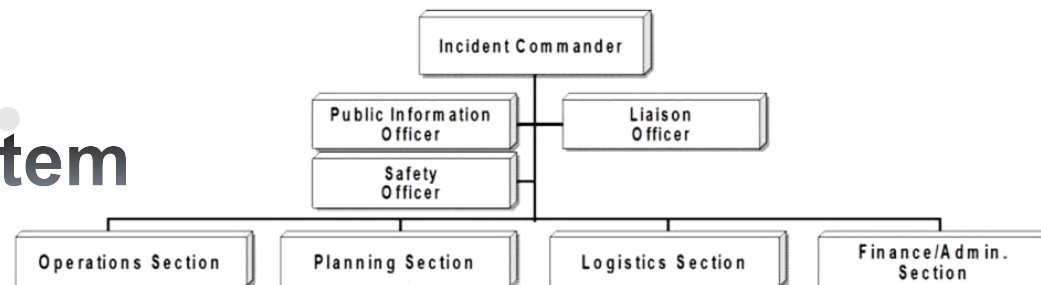 Incident Commander
Public Information
Officer
Liaison
Officer
tem
Safety
Officer
Operations Section
Planning Section
Logistics Section
Finance/Admin.
Section